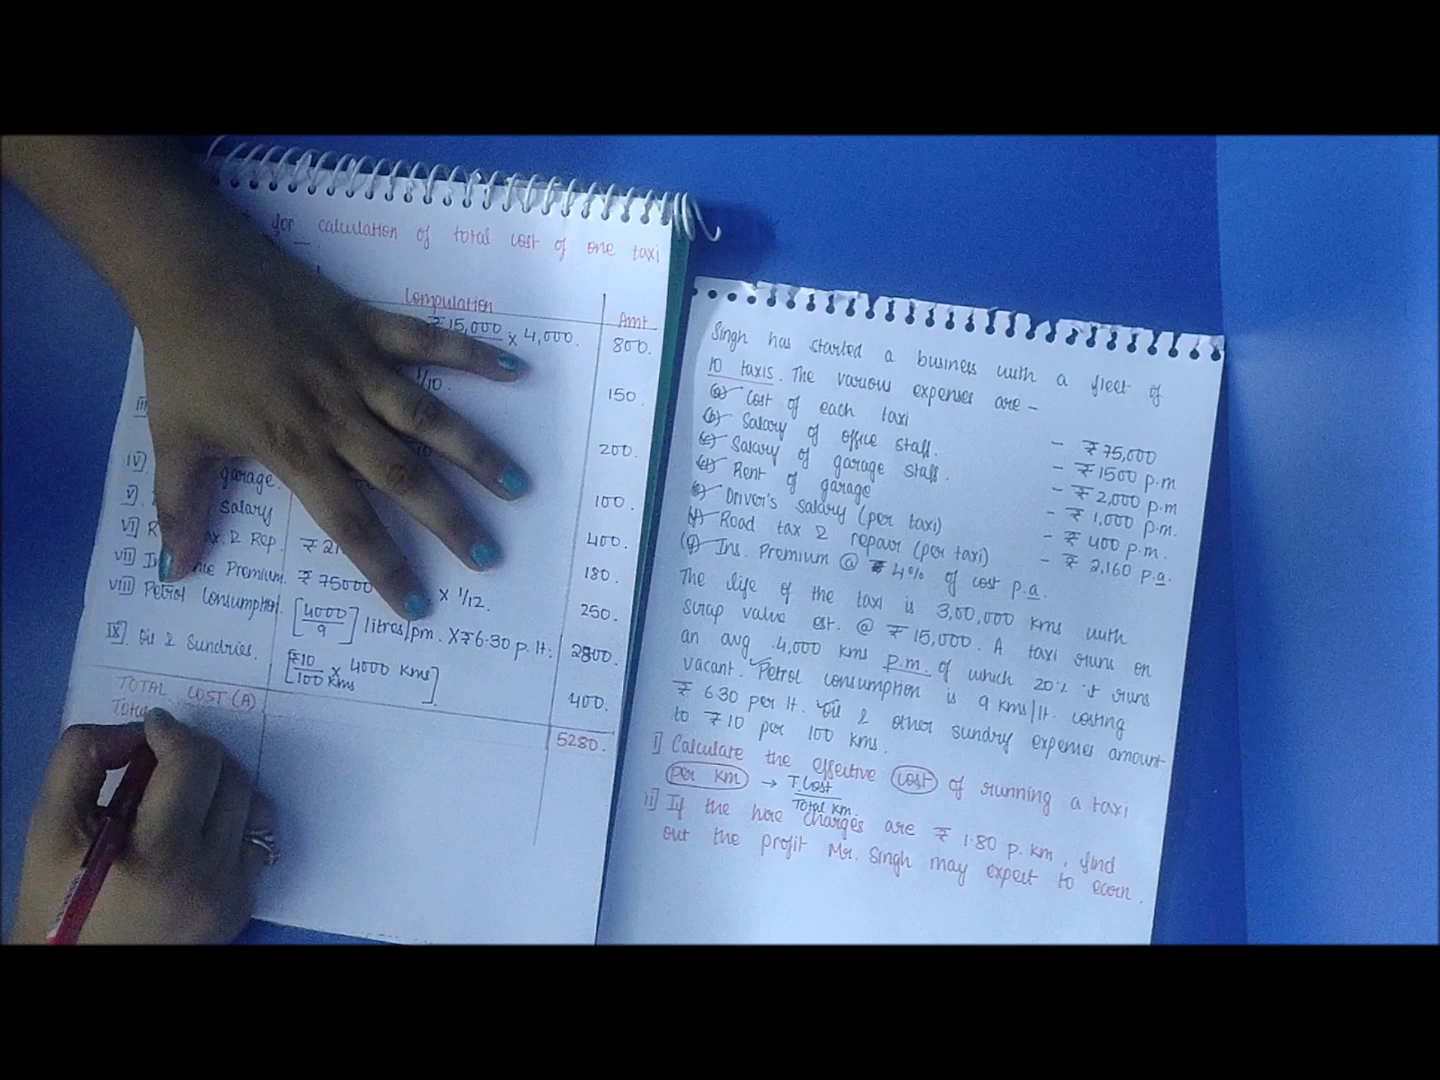 for calculation of total cost of one taxi
Computation
Amt
₹15,000 × 4,000.
800.
1/10.
150.
200.
IV]
garage.
100.
V]
Salary
400.
VI] R ax. & Rep.
₹ 21
180.
VII] In nce Premium.
₹ 75000 × 1/12.
250.
VIII] Petrol Consumption.
[4000/9] litres/pm. × ₹6.30 p. lt.
2800.
IX]. Oil & Sundries.
[₹10/100 kms × 4000 kms].
400.
TOTAL COST (A)
5280.
Total
Singh has started a business with a fleet of
10 taxis. The various expenses are -
(a) Cost of each taxi - ₹ 75,000
(b) Salary of office staff. - ₹ 1500 p.m
(c) Salary of garage staff. - ₹ 2,000 p.m
(d) Rent of garage - ₹ 1,000 p.m.
(e) Driver's salary (per taxi) - ₹ 400 p.m.
(f) Road tax & repair (per taxi) - ₹ 2,160 p.a.
(g) Ins. Premium @ 4% of cost p.a.
The life of the taxi is 3,00,000 kms with
scrap value est. @ ₹ 15,000. A taxi runs on
an avg. 4,000 kms p.m. of which 20% it runs
vacant. Petrol consumption is 9 kms/lt. costing
₹ 6.30 per lt. Oil & other sundry expenses amount
to ₹ 10 per 100 kms.
i] Calculate the effective cost of running a taxi
per km → T. Cost / Total km.
ii] If the hire charges are ₹ 1.80 p. km, find
out the profit Mr. Singh may expect to earn.